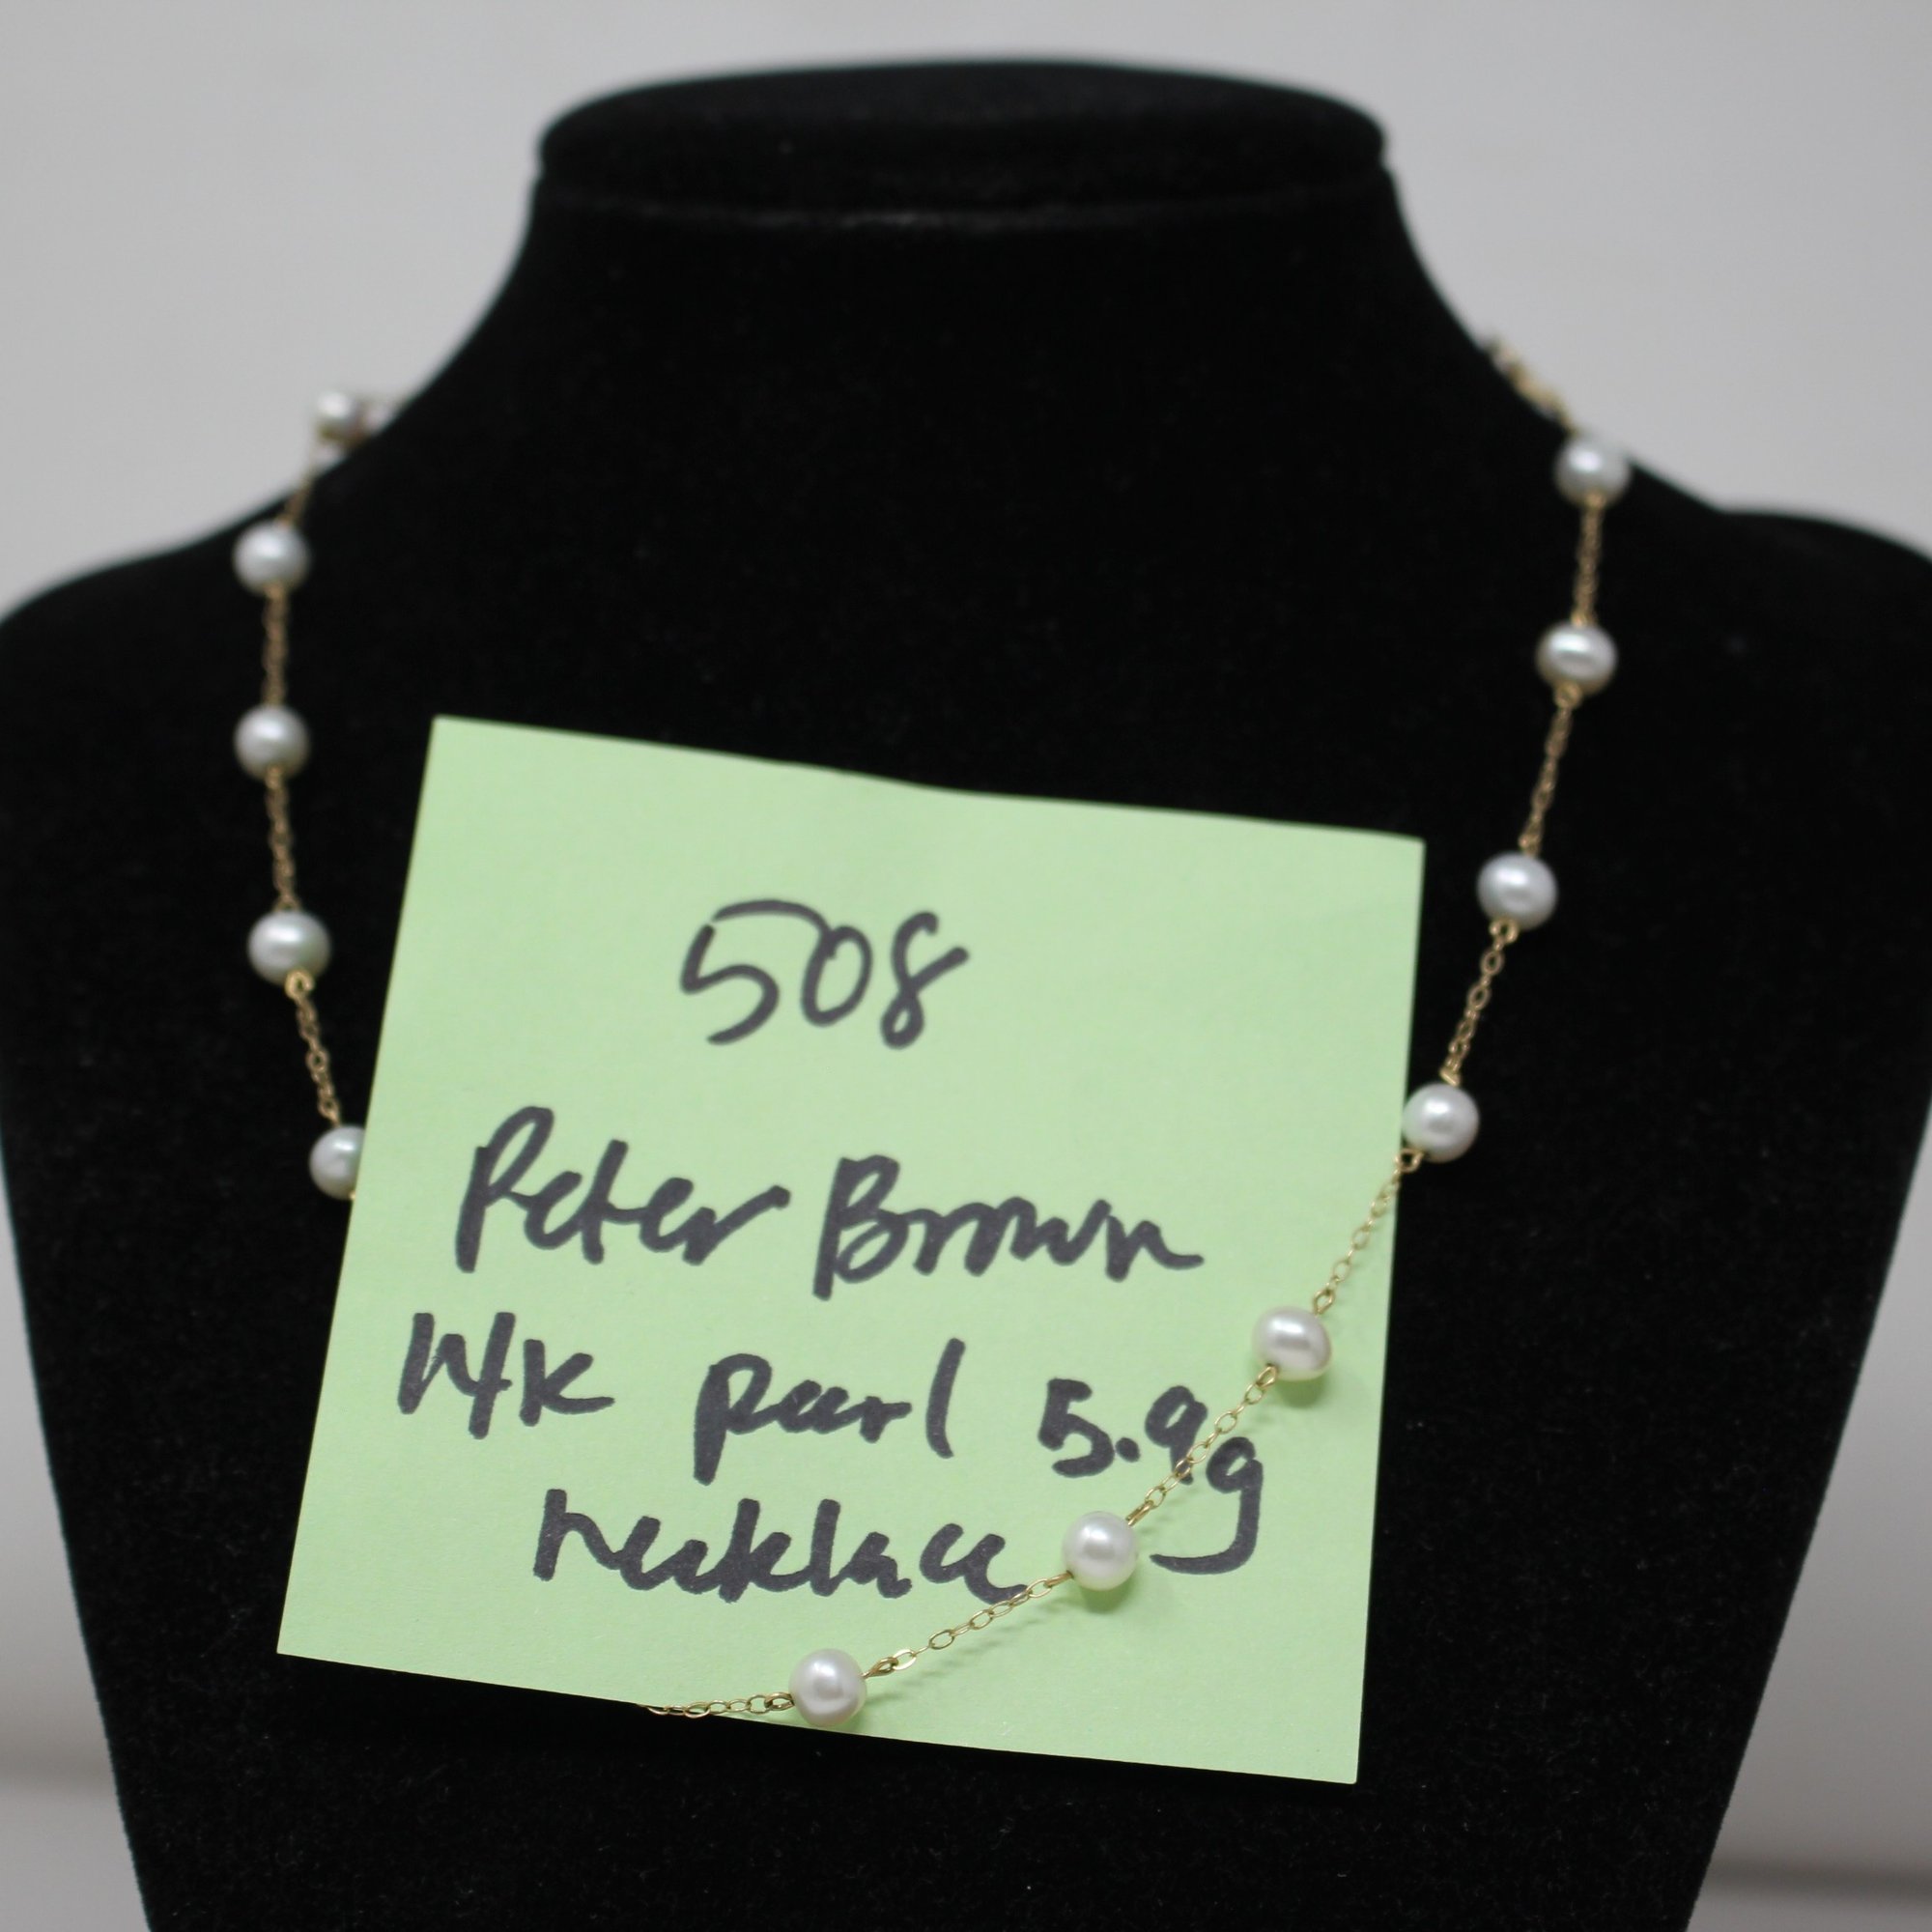 508
Peter Brown
14K pearl 5.9g
necklace